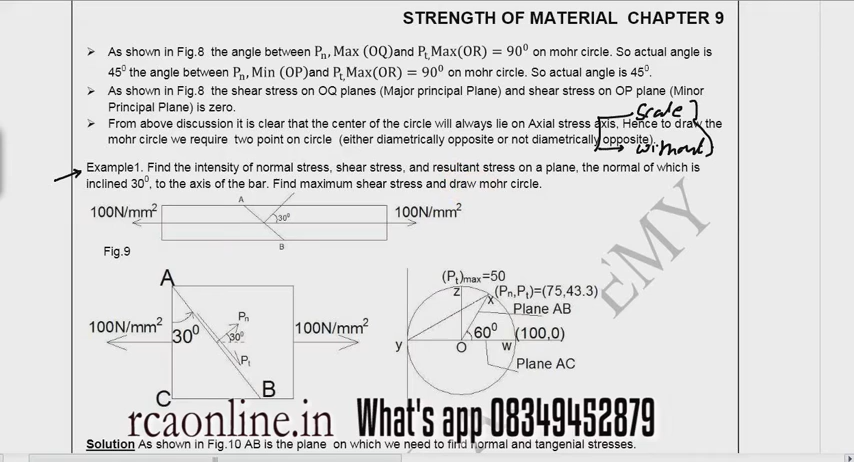 STRENGTH OF MATERIAL CHAPTER 9
➢ As shown in Fig.8 the angle between Pn, Max (OQ)and Pt, Max(OR) = 90⁰ on mohr circle. So actual angle is
45⁰ the angle between Pn, Min (OP)and Pt, Max(OR) = 90⁰ on mohr circle. So actual angle is 45⁰.
➢ As shown in Fig.8 the shear stress on OQ planes (Major principal Plane) and shear stress on OP plane (Minor
Principal Plane) is zero.
scale
➢ From above discussion it is clear that the center of the circle will always lie on Axial stress axis, Hence to draw the
mohr circle we require two point on circle (either diametrically opposite or not diametrically opposite).
without
Example1. Find the intensity of normal stress, shear stress, and resultant stress on a plane, the normal of which is
inclined 30⁰, to the axis of the bar. Find maximum shear stress and draw mohr circle.
A
100N/mm² 30⁰ 100N/mm²
B
Fig.9
EMY
A
100N/mm² 30⁰ Pn 30⁰ Pt 100N/mm²
C B
(Pt)max=50
Z X (Pn,Pt)=(75,43.3)
Plane AB
60⁰ (100,0)
y O w
Plane AC
rcaonline.in What's app 08349452879
Solution As shown in Fig.10 AB is the plane on which we need to find normal and tangenial stresses.